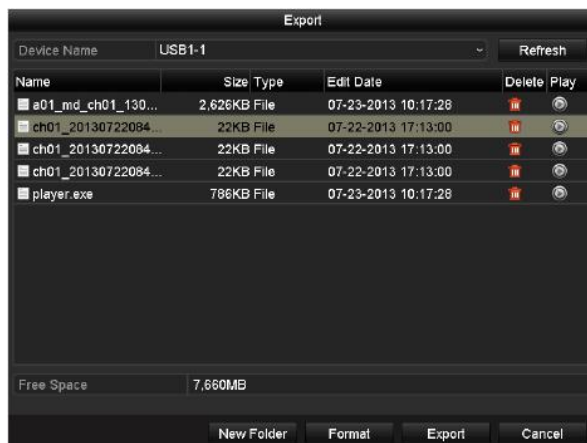 Export
Device Name USB1-1 Refresh
Name Size Type Edit Date Delete Play
a01_md_ch01_130... 2,626KB File 07-23-2013 10:17:28
ch01_20130722084... 22KB File 07-22-2013 17:13:00
ch01_20130722084... 22KB File 07-22-2013 17:13:00
ch01_20130722084... 22KB File 07-22-2013 17:13:00
player.exe 786KB File 07-23-2013 10:17:28
Free Space 7,660MB
New Folder Format Export Cancel